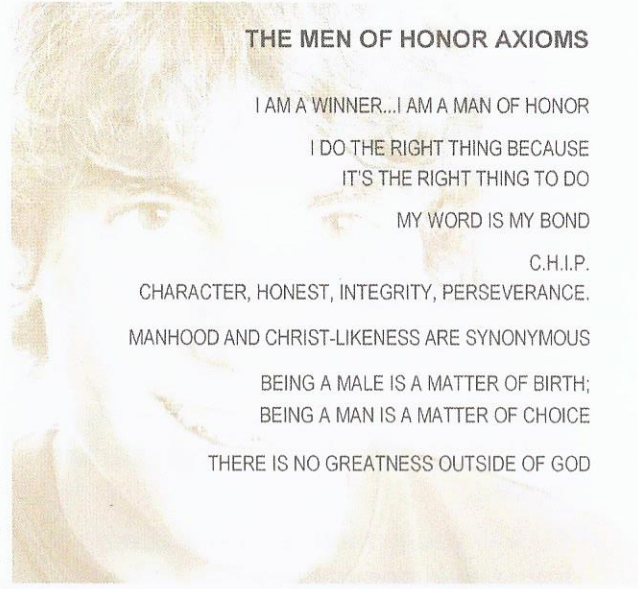 THE MEN OF HONOR AXIOMS
I AM A WINNER...I AM A MAN OF HONOR
I DO THE RIGHT THING BECAUSE
IT'S THE RIGHT THING TO DO
MY WORD IS MY BOND
C.H.I.P.
CHARACTER, HONEST, INTEGRITY, PERSEVERANCE.
MANHOOD AND CHRIST-LIKENESS ARE SYNONYMOUS
BEING A MALE IS A MATTER OF BIRTH;
BEING A MAN IS A MATTER OF CHOICE
THERE IS NO GREATNESS OUTSIDE OF GOD